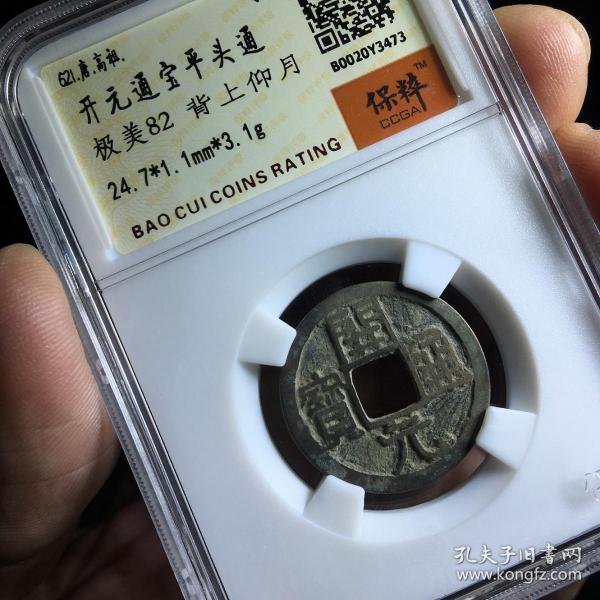 621.唐.高祖.
开元通宝平头通
极美82 背上仰月
24.7*1.1mm*3.1g
BAO CUI COINS RATING
B0020Y3473
保粹 TM
CCGA
開元通寶
孔夫子旧书网
www.kongfz.com